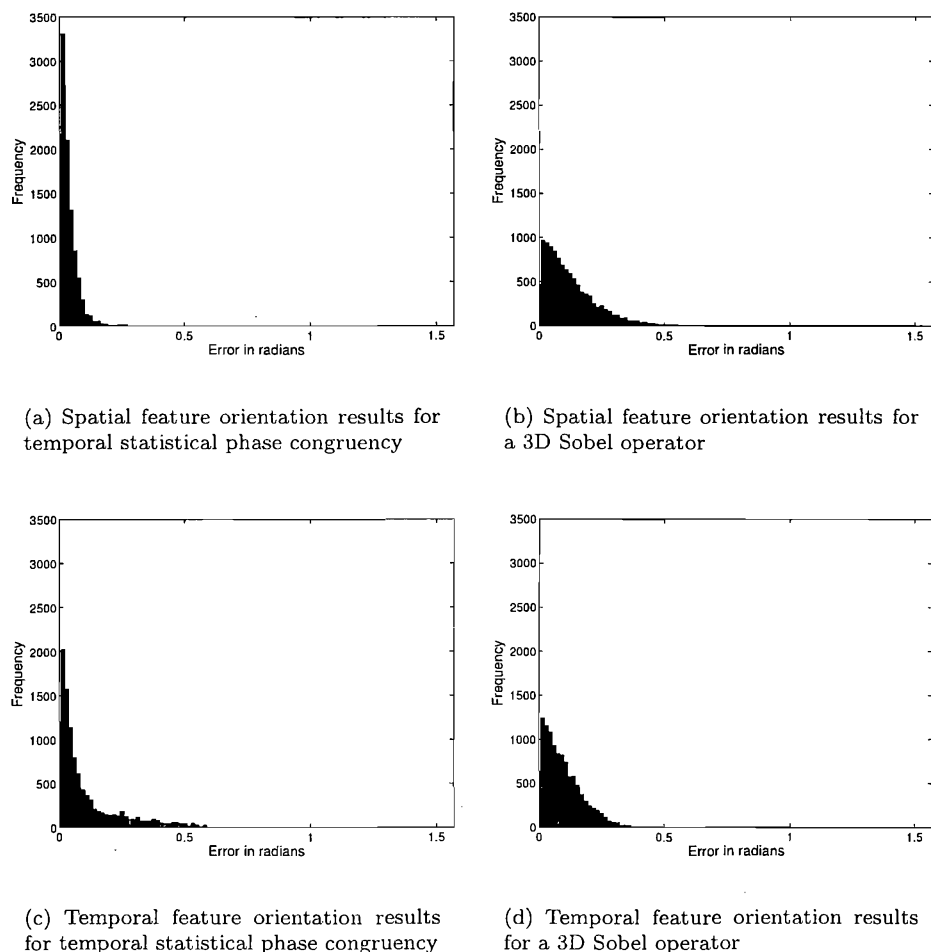 3500
3000
2500
2000
1500
1000
500
0
Frequency
0 0.5 1 1.5
Error in radians
(a) Spatial feature orientation results for
temporal statistical phase congruency
3500
3000
2500
2000
1500
1000
500
0
Frequency
0 0.5 1 1.5
Error in radians
(b) Spatial feature orientation results for
a 3D Sobel operator
3500
3000
2500
2000
1500
1000
500
0
Frequency
0 0.5 1 1.5
Error in radians
(c) Temporal feature orientation results
for temporal statistical phase congruency
3500
3000
2500
2000
1500
1000
500
0
Frequency
0 0.5 1 1.5
Error in radians
(d) Temporal feature orientation results
for a 3D Sobel operator